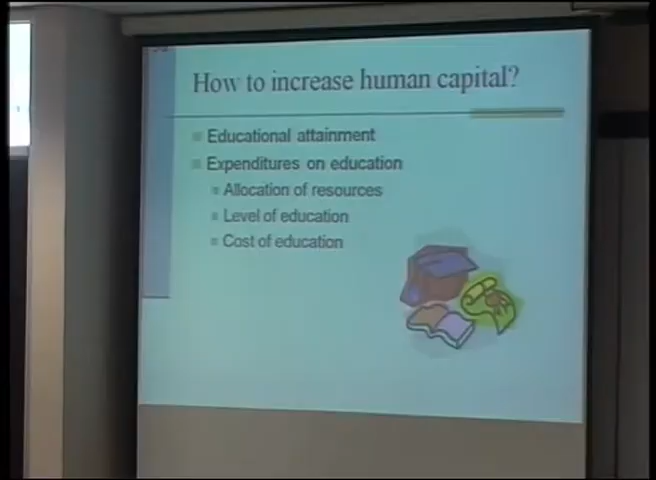 How to increase human capital?
Educational attainment
Expenditures on education
Allocation of resources
Level of education
Cost of education